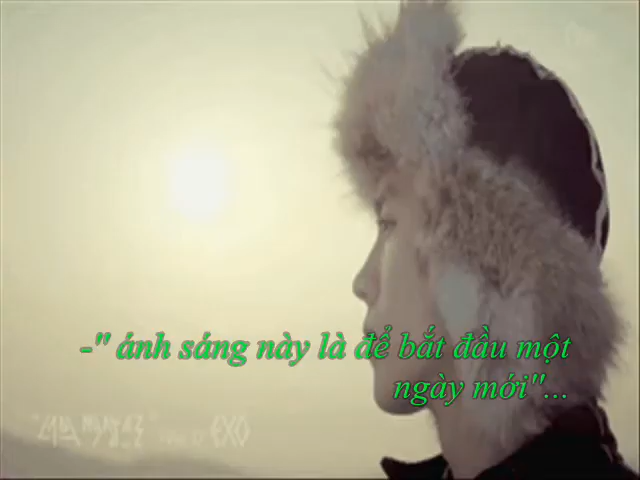 -" ánh sáng này là để bắt đầu một
ngày mới"...
EXO